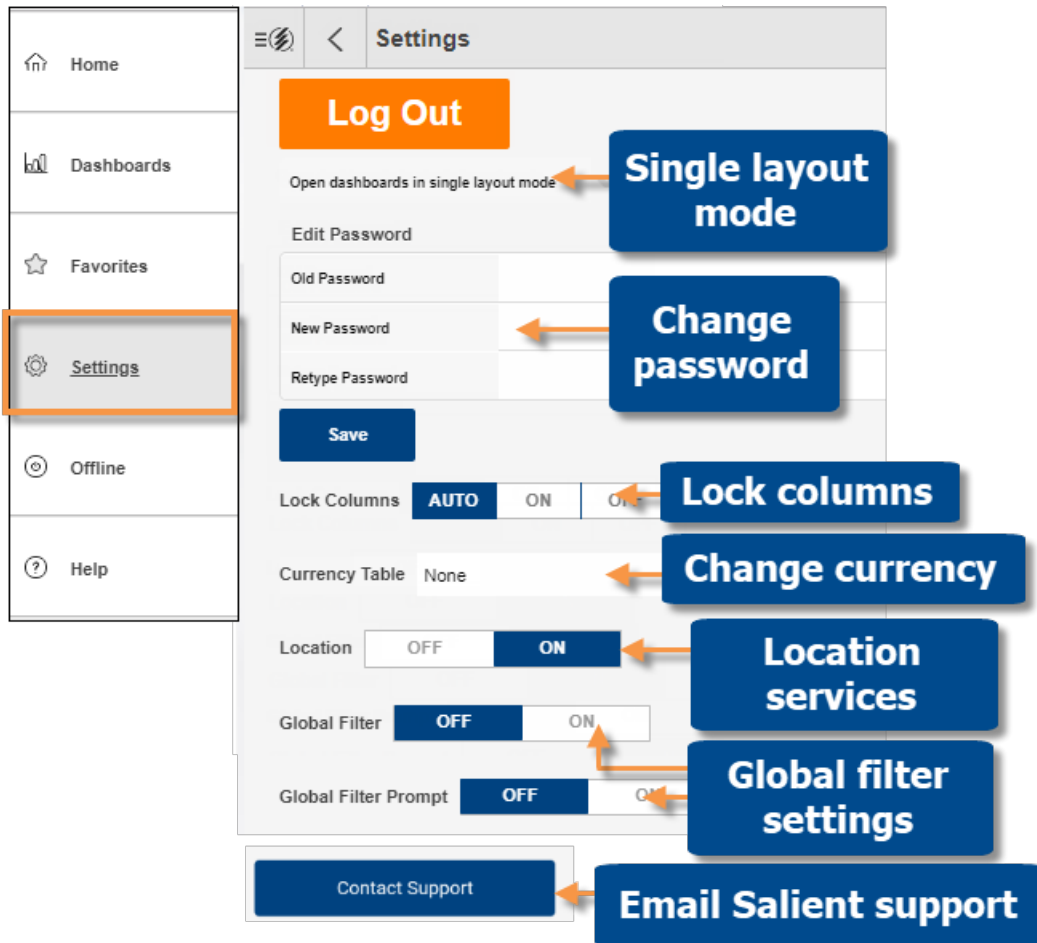 Home
Dashboards
Favorites
Settings
Offline
Help
Settings
Log Out
Open dashboards in single layout mode
Single layout
mode
Edit Password
Old Password
New Password
Retype Password
Change
password
Save
Lock Columns AUTO ON OFF
Lock columns
Currency Table None
Change currency
Location OFF ON
Location
services
Global Filter OFF ON
Global Filter Prompt OFF ON
Global filter
settings
Contact Support
Email Salient support